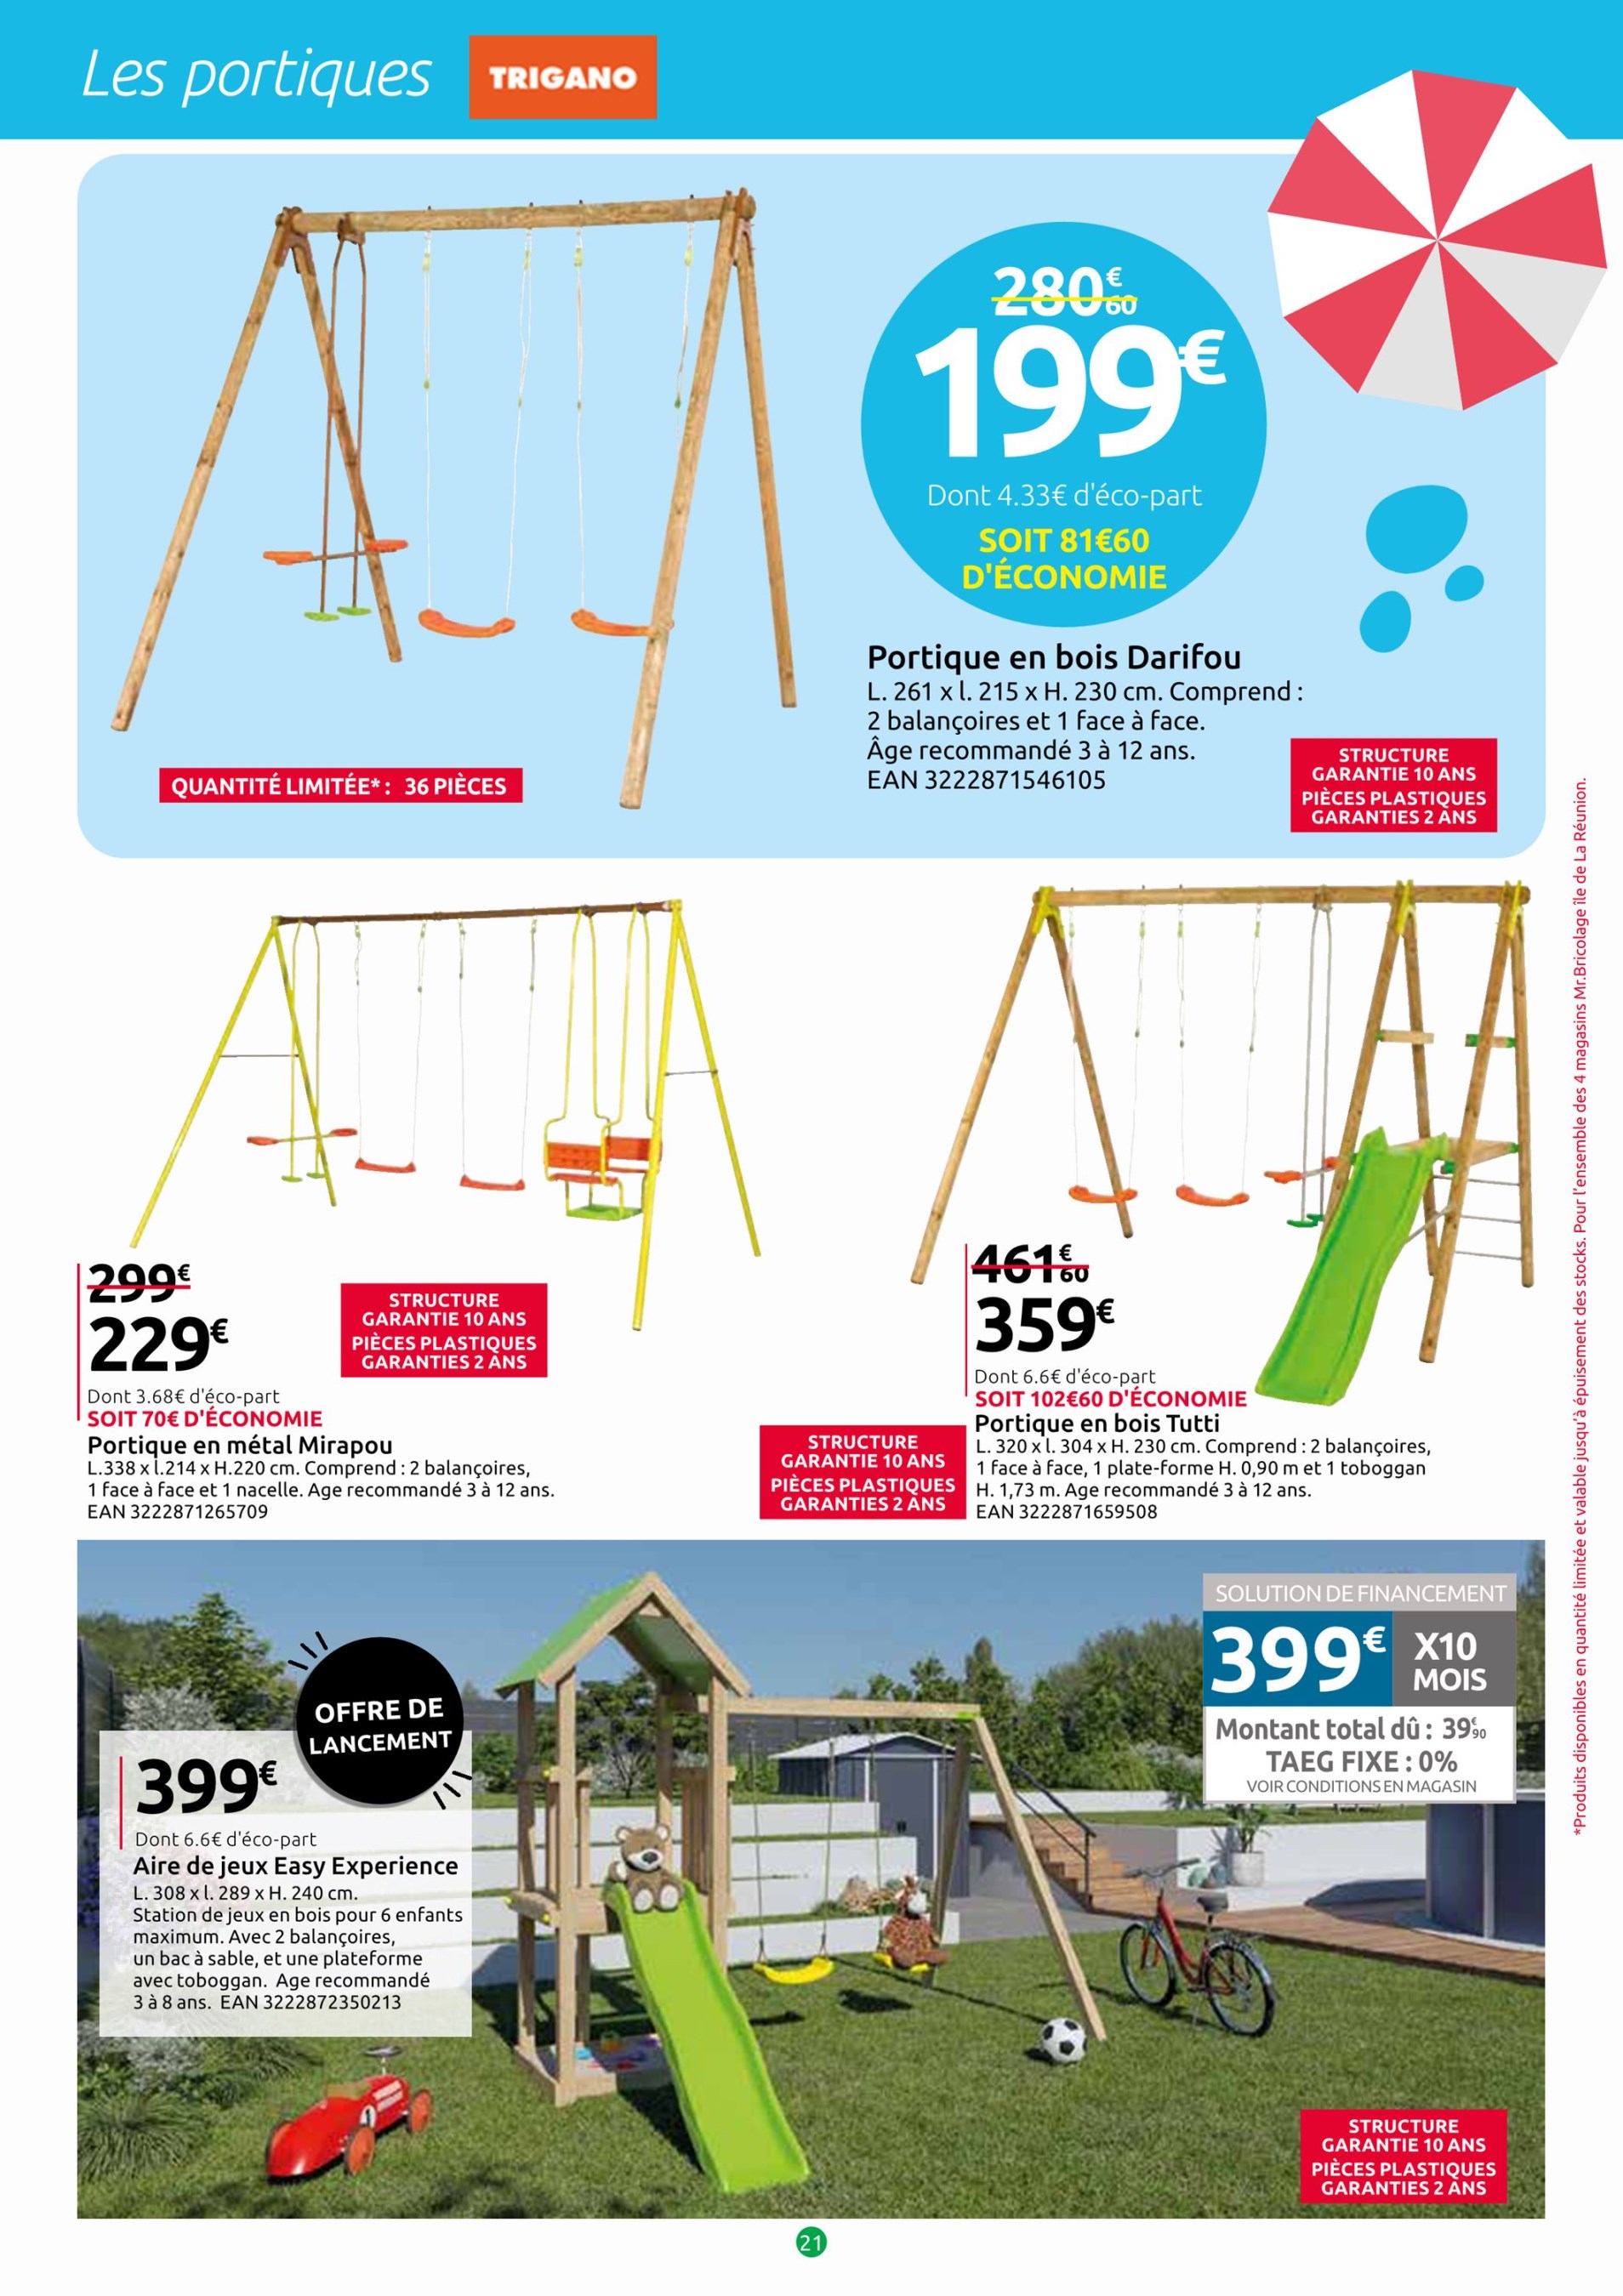 Les portiques
TRIGANO
280€60
199€
Dont 4.33€ d'éco-part
SOIT 81€60
D'ÉCONOMIE
Portique en bois Darifou
L. 261 x l. 215 x H. 230 cm. Comprend :
2 balançoires et 1 face à face.
Âge recommandé 3 à 12 ans.
EAN 3222871546105
QUANTITÉ LIMITÉE* : 36 PIÈCES
STRUCTURE
GARANTIE 10 ANS
PIÈCES PLASTIQUES
GARANTIES 2 ANS
299€
229€
Dont 3.68€ d'éco-part
SOIT 70€ D'ÉCONOMIE
Portique en métal Mirapou
L.338 x l.214 x H.220 cm. Comprend : 2 balançoires,
1 face à face et 1 nacelle. Age recommandé 3 à 12 ans.
EAN 3222871265709
STRUCTURE
GARANTIE 10 ANS
PIÈCES PLASTIQUES
GARANTIES 2 ANS
461€60
359€
Dont 6.6€ d'éco-part
SOIT 102€60 D'ÉCONOMIE
Portique en bois Tutti
L. 320 x l. 304 x H. 230 cm. Comprend : 2 balançoires,
1 face à face, 1 plate-forme H. 0,90 m et 1 toboggan
H. 1,73 m. Age recommandé 3 à 12 ans.
EAN 3222871659508
STRUCTURE
GARANTIE 10 ANS
PIÈCES PLASTIQUES
GARANTIES 2 ANS
OFFRE DE
LANCEMENT
399€
Dont 6.6€ d'éco-part
Aire de jeux Easy Experience
L. 308 x l. 289 x H. 240 cm.
Station de jeux en bois pour 6 enfants
maximum. Avec 2 balançoires,
un bac à sable, et une plateforme
avec toboggan. Age recommandé
3 à 8 ans. EAN 3222872350213
SOLUTION DE FINANCEMENT
399€ X10
MOIS
Montant total dû : 39€90
TAEG FIXE : 0%
VOIR CONDITIONS EN MAGASIN
STRUCTURE
GARANTIE 10 ANS
PIÈCES PLASTIQUES
GARANTIES 2 ANS
*Produits disponibles en quantité limitée et valable jusqu'à épuisement des stocks. Pour l'ensemble des 4 magasins Mr.Bricolage île de La Réunion.
21